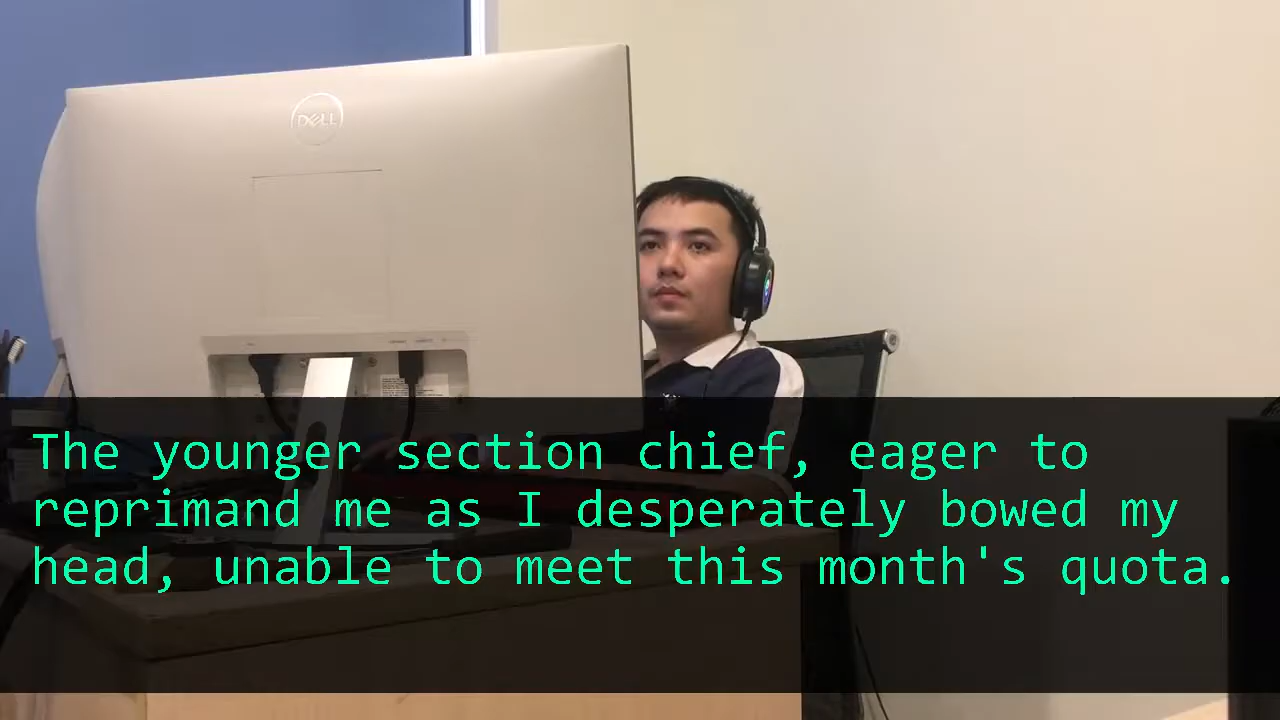 DELL
The younger section chief, eager to
reprimand me as I desperately bowed my
head, unable to meet this month's quota.